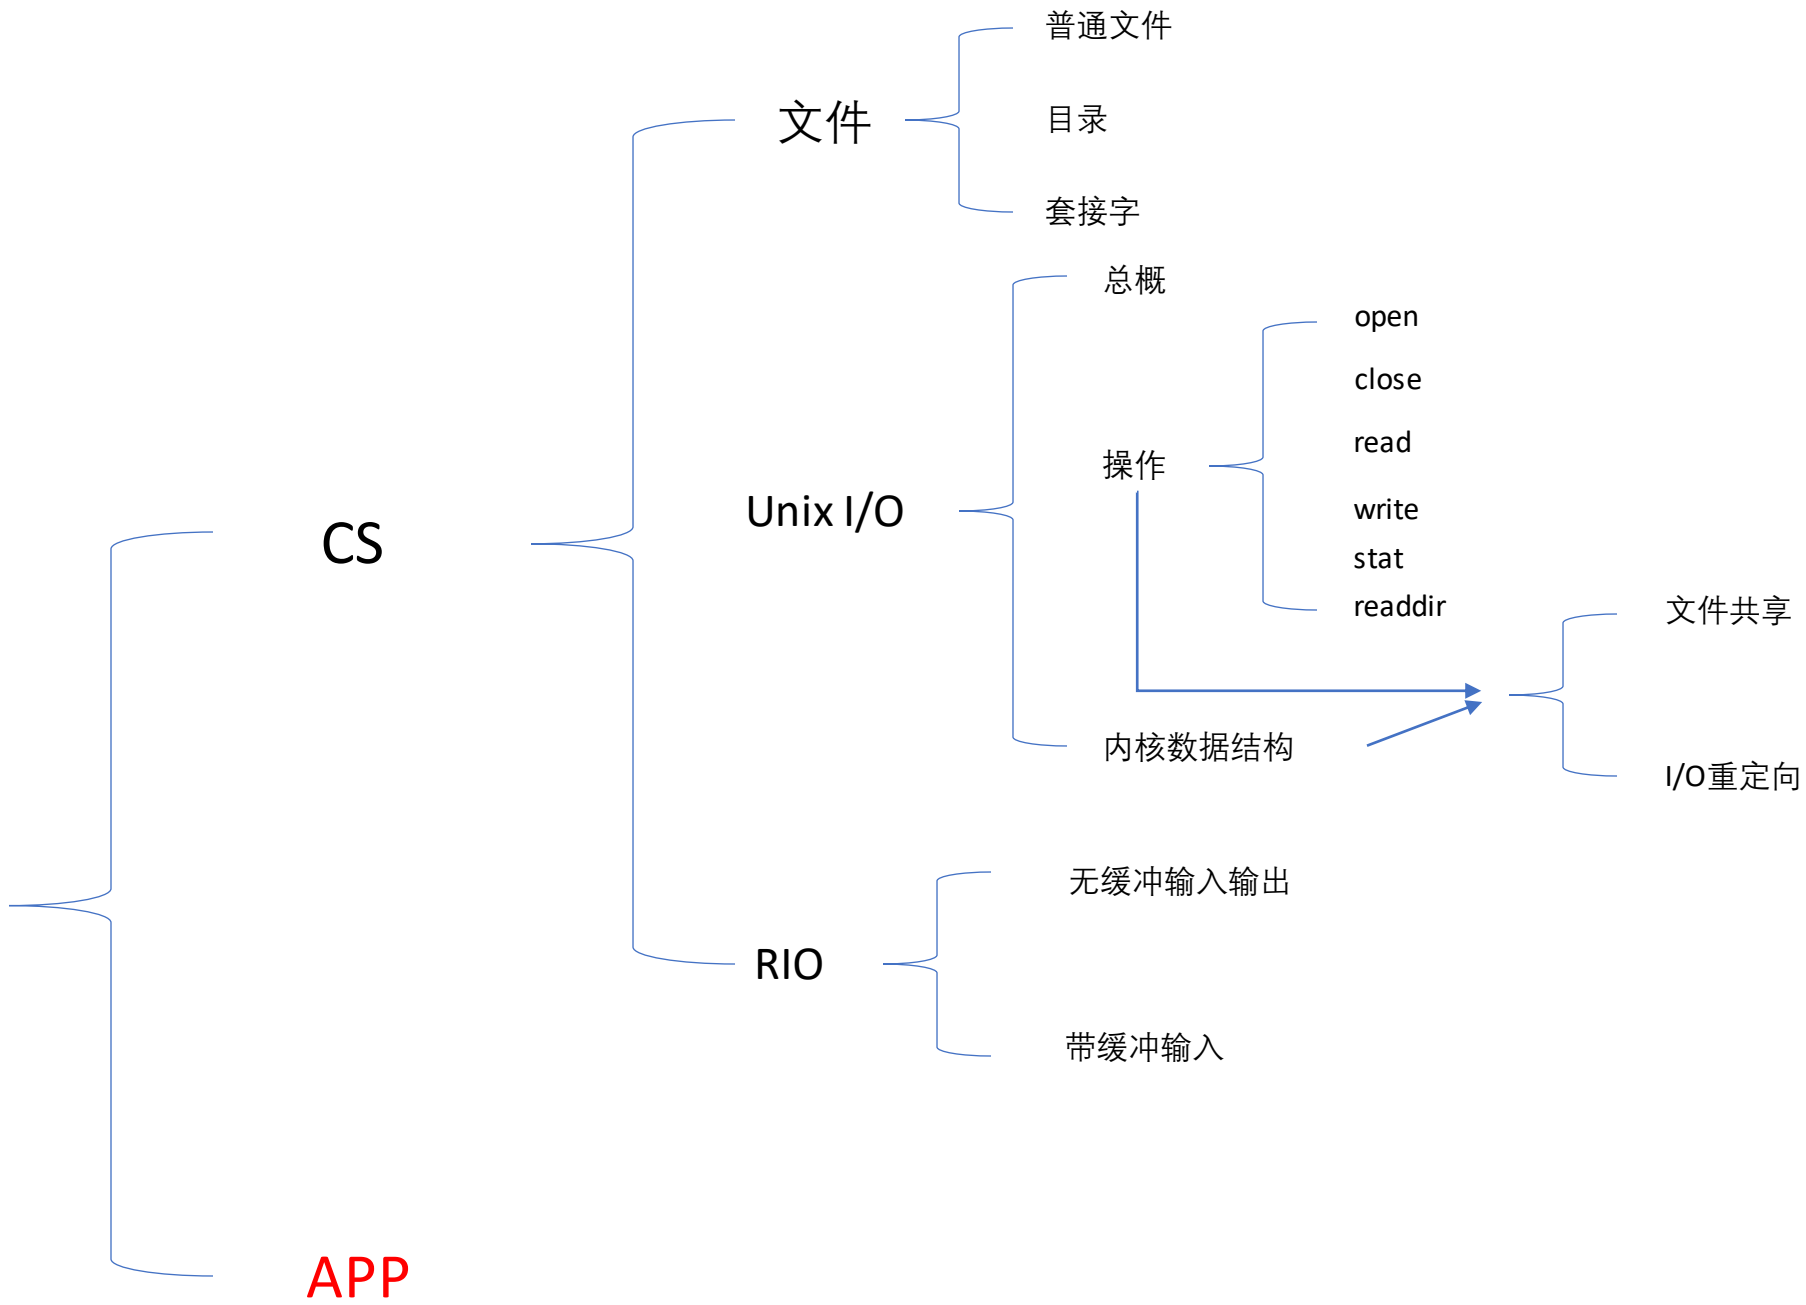 普通文件
文件
目录
套接字
总概
open
close
操作
read
Unix I/O
write
CS
stat
readdir
文件共享
内核数据结构
I/O重定向
无缓冲输入输出
RIO
带缓冲输入
APP